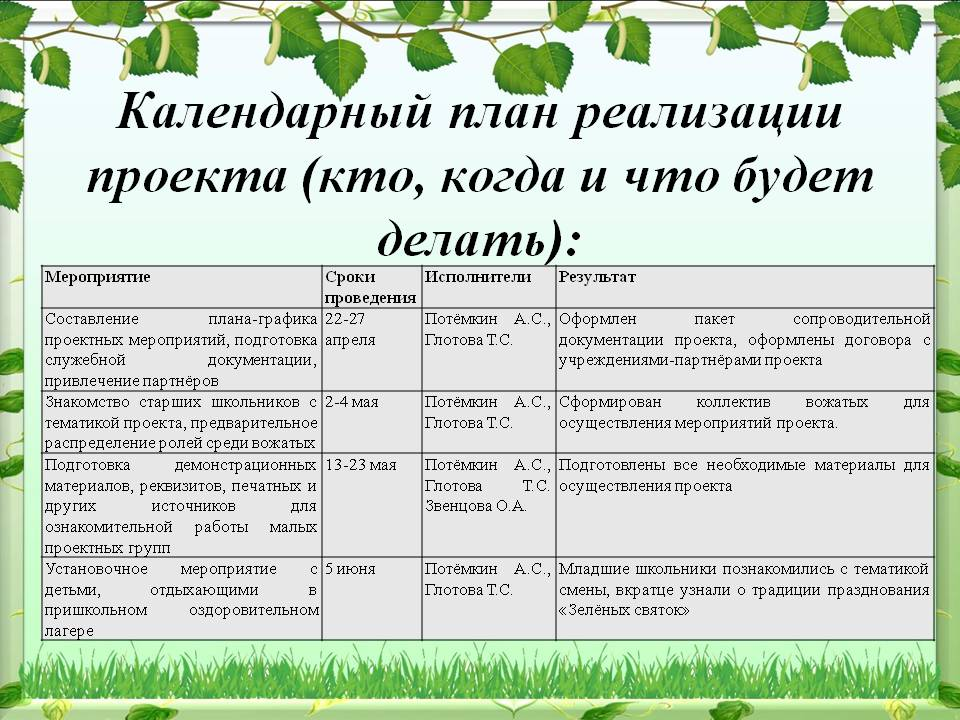 Календарный план реализации
проекта (кто, когда и что будет
делать):
Мероприятие
Сроки
проведения
Исполнители
Результат
Составление плана-графика
проектных мероприятий, подготовка
служебной документации,
привлечение партнёров
22-27
апреля
Потёмкин А.С.,
Глотова Т.С.
Оформлен пакет сопроводительной
документации проекта, оформлены договора с
учреждениями-партнёрами проекта
Знакомство старших школьников с
тематикой проекта, предварительное
распределение ролей среди вожатых
2-4 мая
Потёмкин А.С.,
Глотова Т.С.
Сформирован коллектив вожатых для
осуществления мероприятий проекта.
Подготовка демонстрационных
материалов, реквизитов, печатных и
других источников для
ознакомительной работы малых
проектных групп
13-23 мая
Потёмкин А.С.,
Глотова Т.С.
Звенцова О.А.
Подготовлены все необходимые материалы для
осуществления проекта
Установочное мероприятие с
детьми, отдыхающими в
пришкольном оздоровительном
лагере
5 июня
Потёмкин А.С.,
Глотова Т.С.
Младшие школьники познакомились с тематикой
смены, вкратце узнали о традиции празднования
«Зелёных святок»